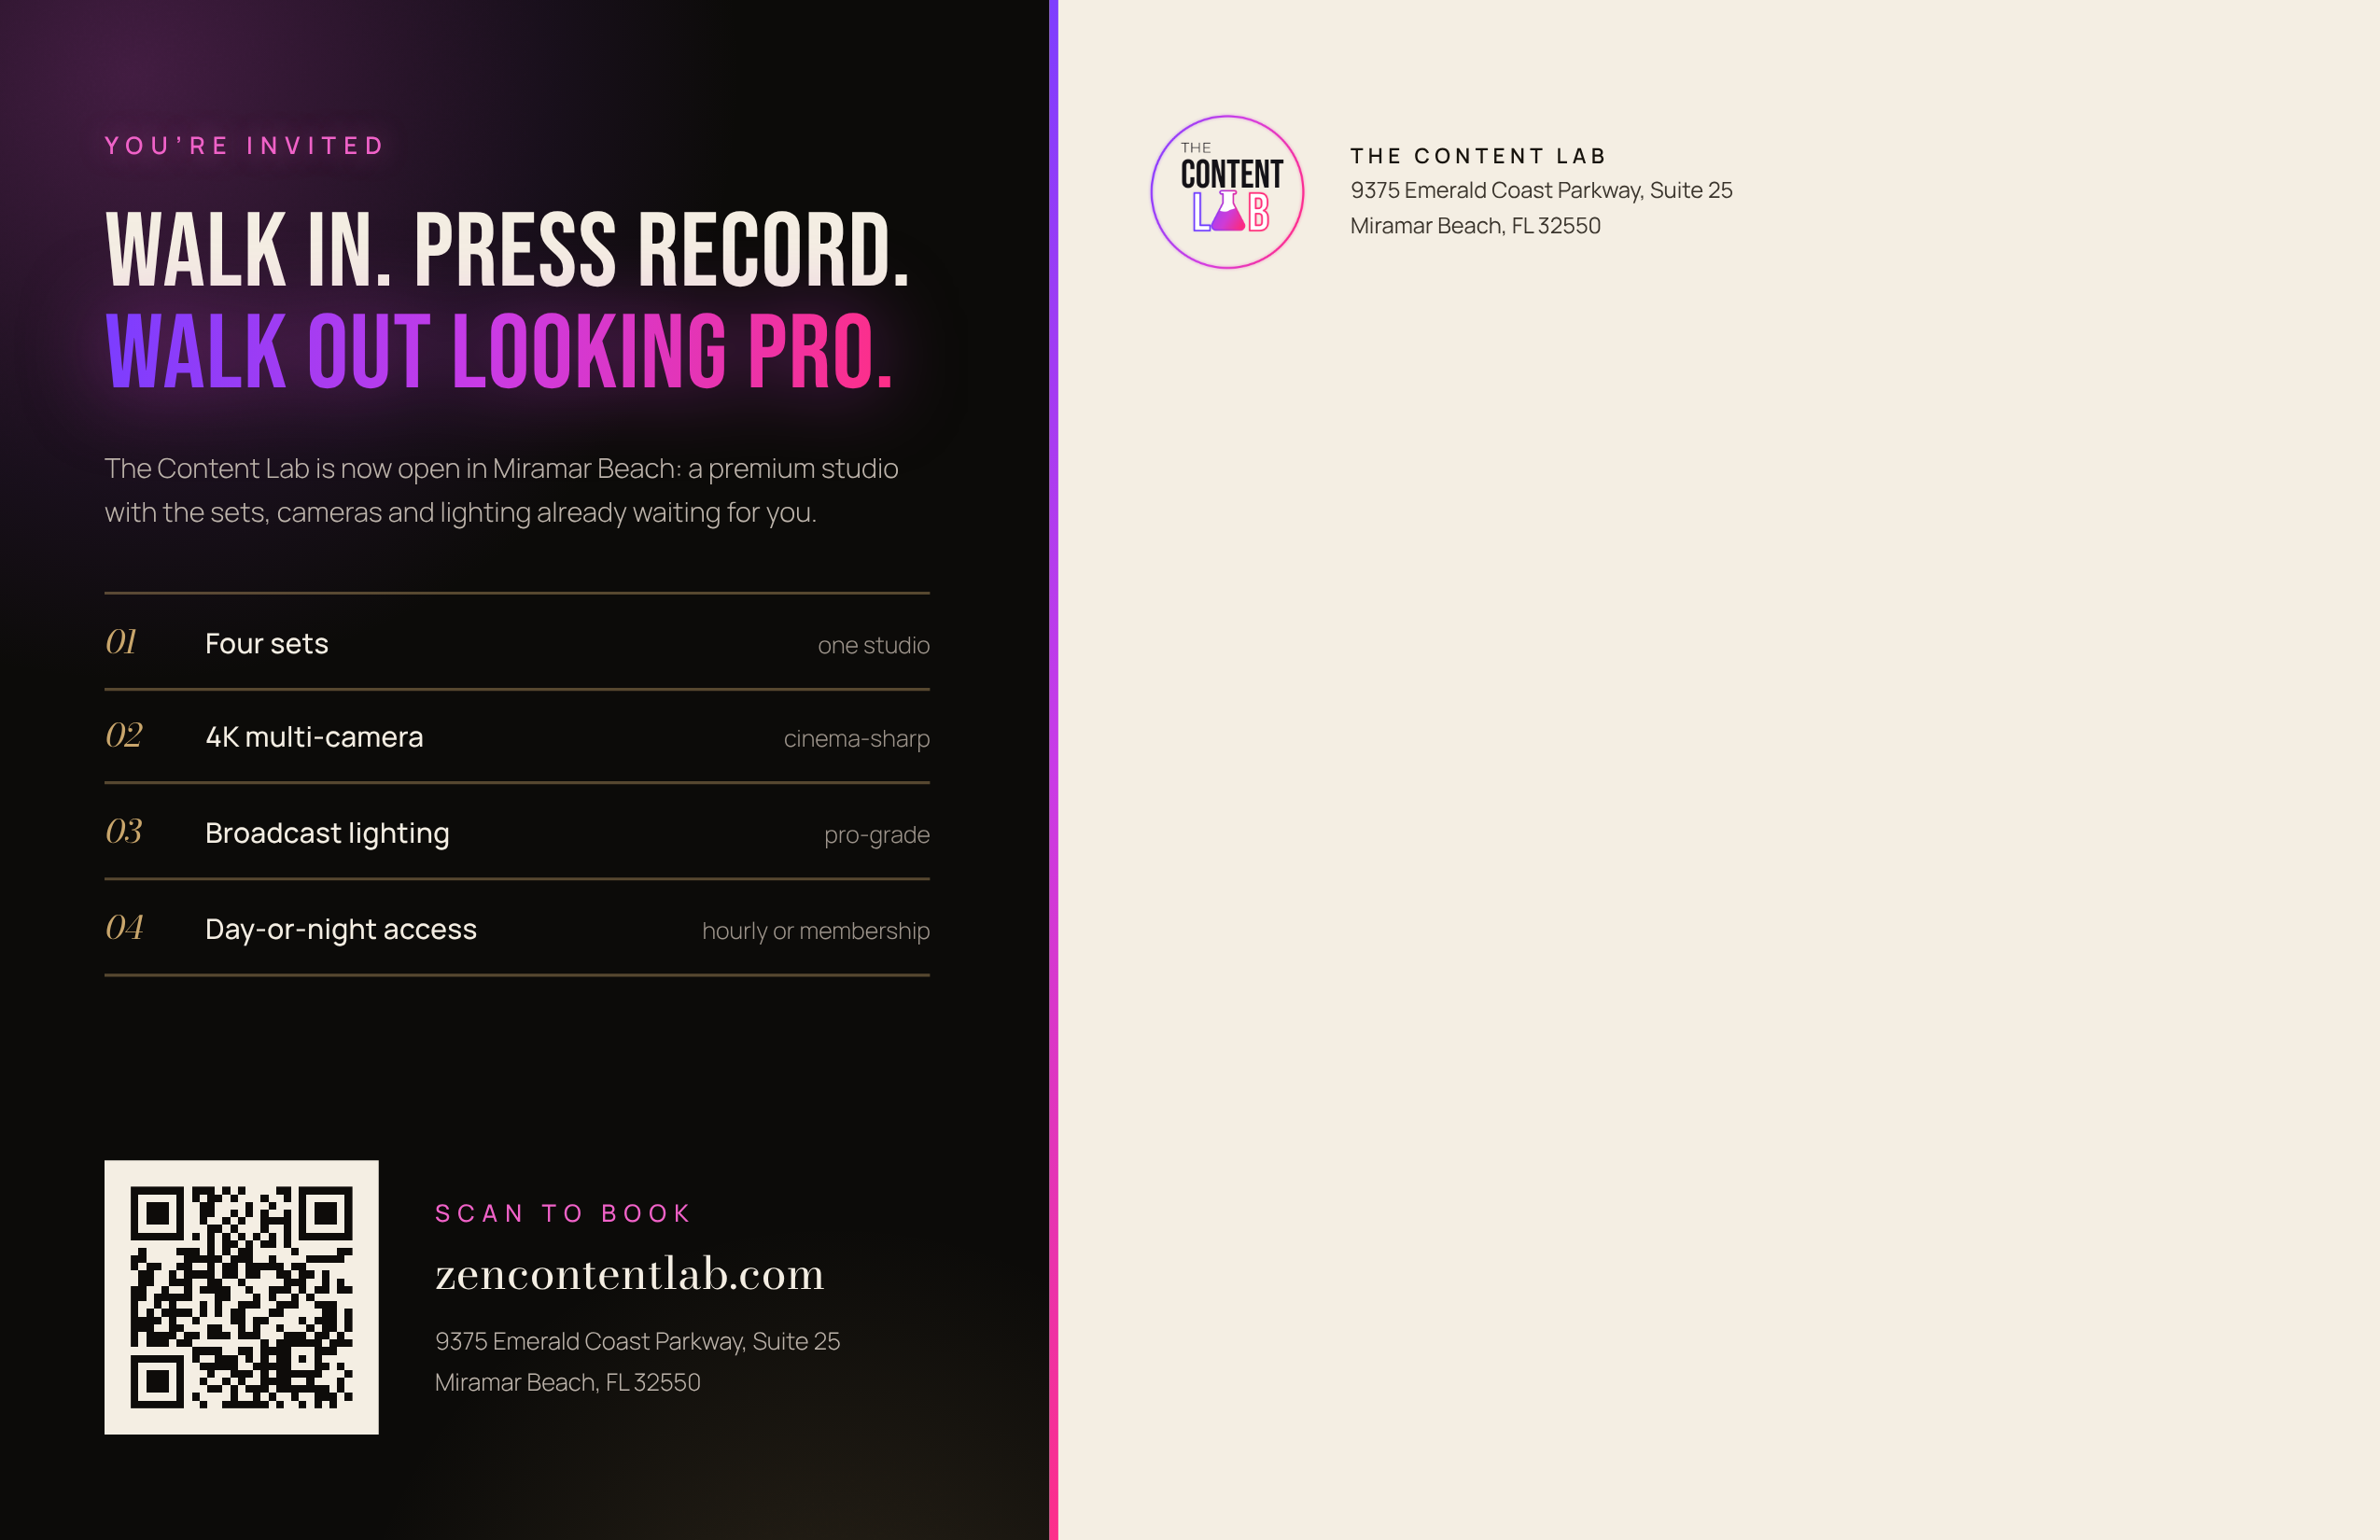 YOU’RE INVITED
WALK IN. PRESS RECORD.
WALK OUT LOOKING PRO.
The Content Lab is now open in Miramar Beach: a premium studio
with the sets, cameras and lighting already waiting for you.
01 Four sets one studio
02 4K multi-camera cinema-sharp
03 Broadcast lighting pro-grade
04 Day-or-night access hourly or membership
SCAN TO BOOK
zencontentlab.com
9375 Emerald Coast Parkway, Suite 25
Miramar Beach, FL 32550
THE
CONTENT
LAB
THE CONTENT LAB
9375 Emerald Coast Parkway, Suite 25
Miramar Beach, FL 32550